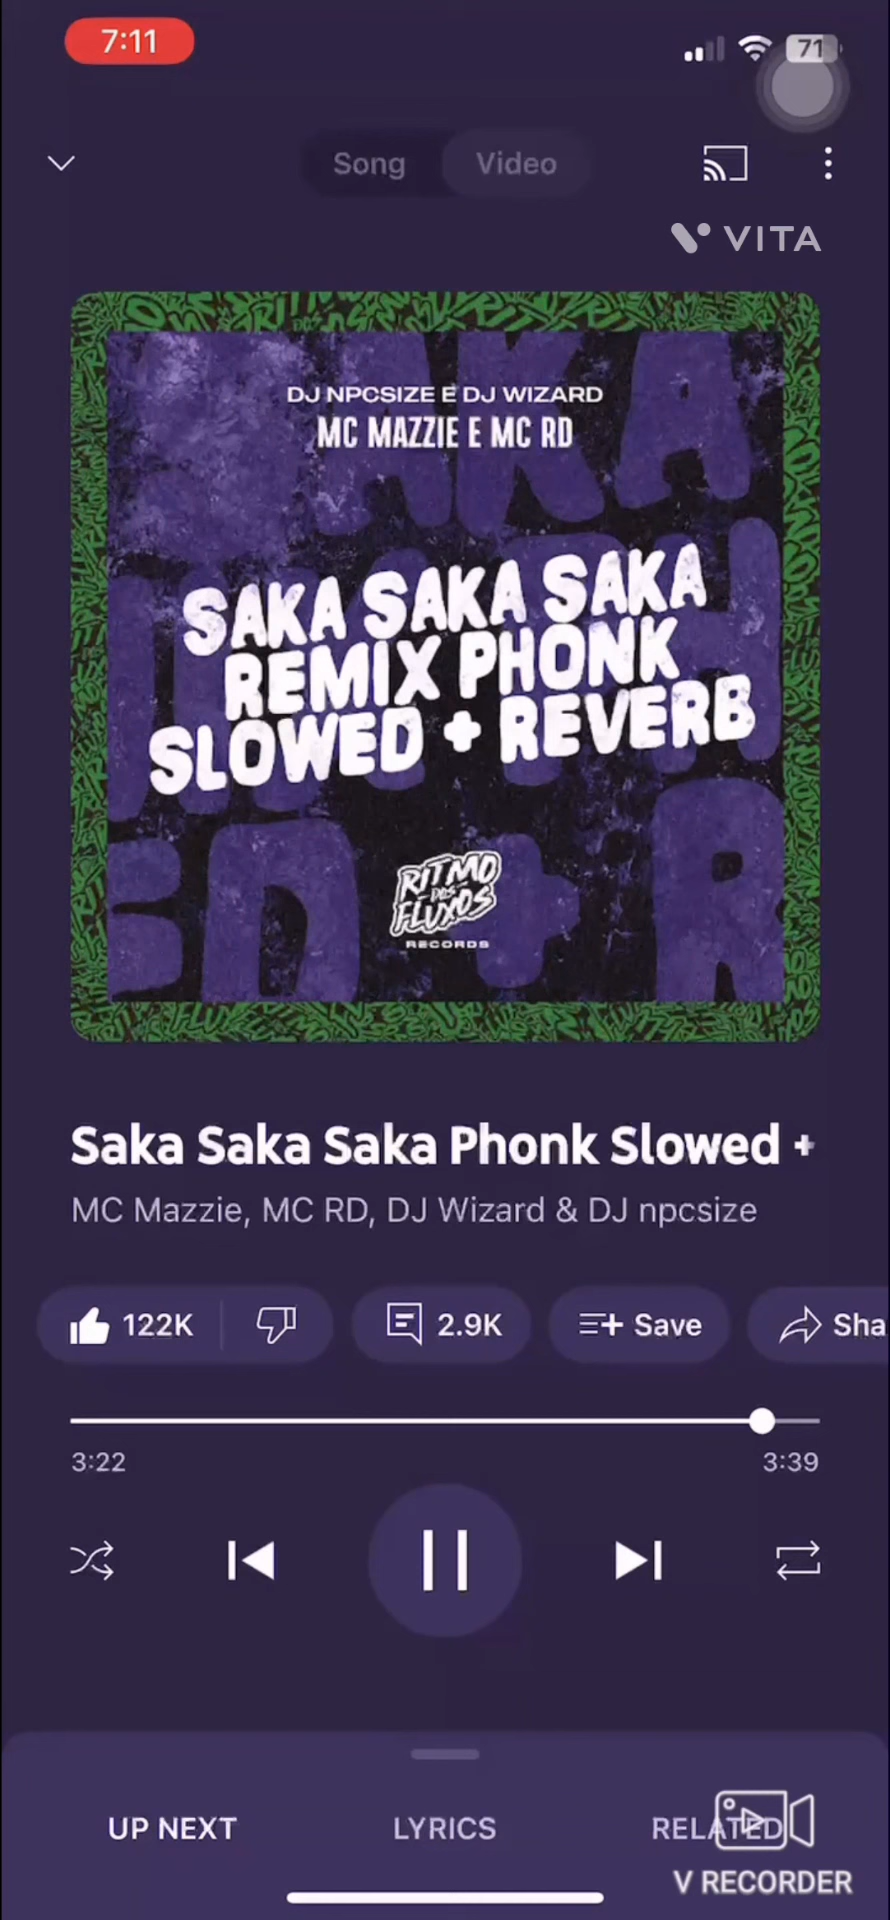 7:11
71
Song
Video
VITA
DJ NPCSIZE E DJ WIZARD
MC MAZZIE E MC RD
SAKA SAKA SAKA
REMIX PHONK
SLOWED + REVERB
RITMO
DOS
FLUXOS
RECORDS
Saka Saka Saka Phonk Slowed +
MC Mazzie, MC RD, DJ Wizard & DJ npcsize
122K
2.9K
Save
Sha
3:22
3:39
UP NEXT
LYRICS
RELATED
V RECORDER